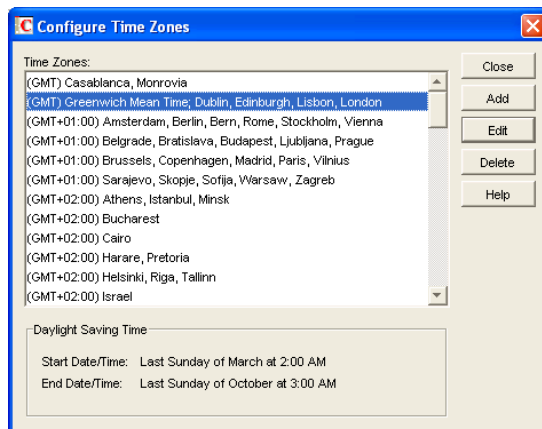 Configure Time Zones
Time Zones:
(GMT) Casablanca, Monrovia
(GMT) Greenwich Mean Time; Dublin, Edinburgh, Lisbon, London
(GMT+01:00) Amsterdam, Berlin, Bern, Rome, Stockholm, Vienna
(GMT+01:00) Belgrade, Bratislava, Budapest, Ljubljana, Prague
(GMT+01:00) Brussels, Copenhagen, Madrid, Paris, Vilnius
(GMT+01:00) Sarajevo, Skopje, Sofija, Warsaw, Zagreb
(GMT+02:00) Athens, Istanbul, Minsk
(GMT+02:00) Bucharest
(GMT+02:00) Cairo
(GMT+02:00) Harare, Pretoria
(GMT+02:00) Helsinki, Riga, Tallinn
(GMT+02:00) Israel
Close
Add
Edit
Delete
Help
Daylight Saving Time
Start Date/Time: Last Sunday of March at 2:00 AM
End Date/Time: Last Sunday of October at 3:00 AM